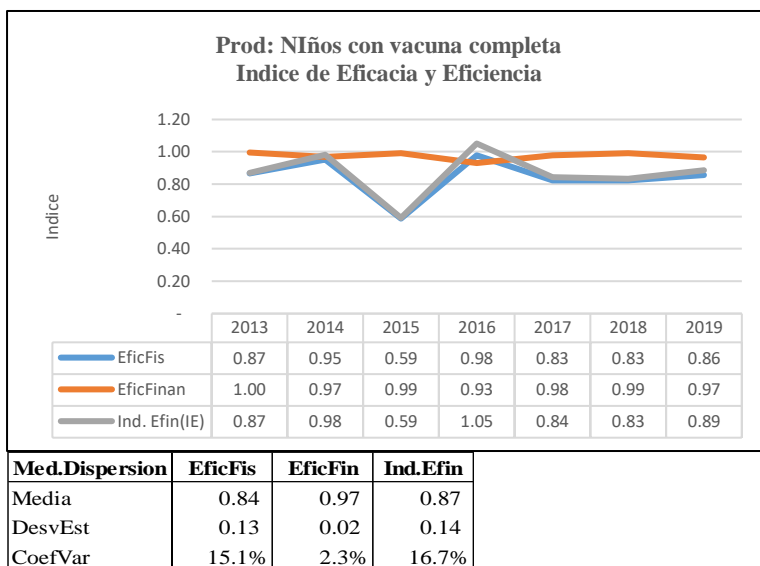 Prod: NIños con vacuna completa
Indice de Eficacia y Eficiencia
1.20
1.00
0.80
0.60
0.40
0.20
-
Indice
2013 2014 2015 2016 2017 2018 2019
EficFis 0.87 0.95 0.59 0.98 0.83 0.83 0.86
EficFinan 1.00 0.97 0.99 0.93 0.98 0.99 0.97
Ind. Efin(IE) 0.87 0.98 0.59 1.05 0.84 0.83 0.89
Med.Dispersion EficFis EficFin Ind.Efin
Media 0.84 0.97 0.87
DesvEst 0.13 0.02 0.14
CoefVar 15.1% 2.3% 16.7%